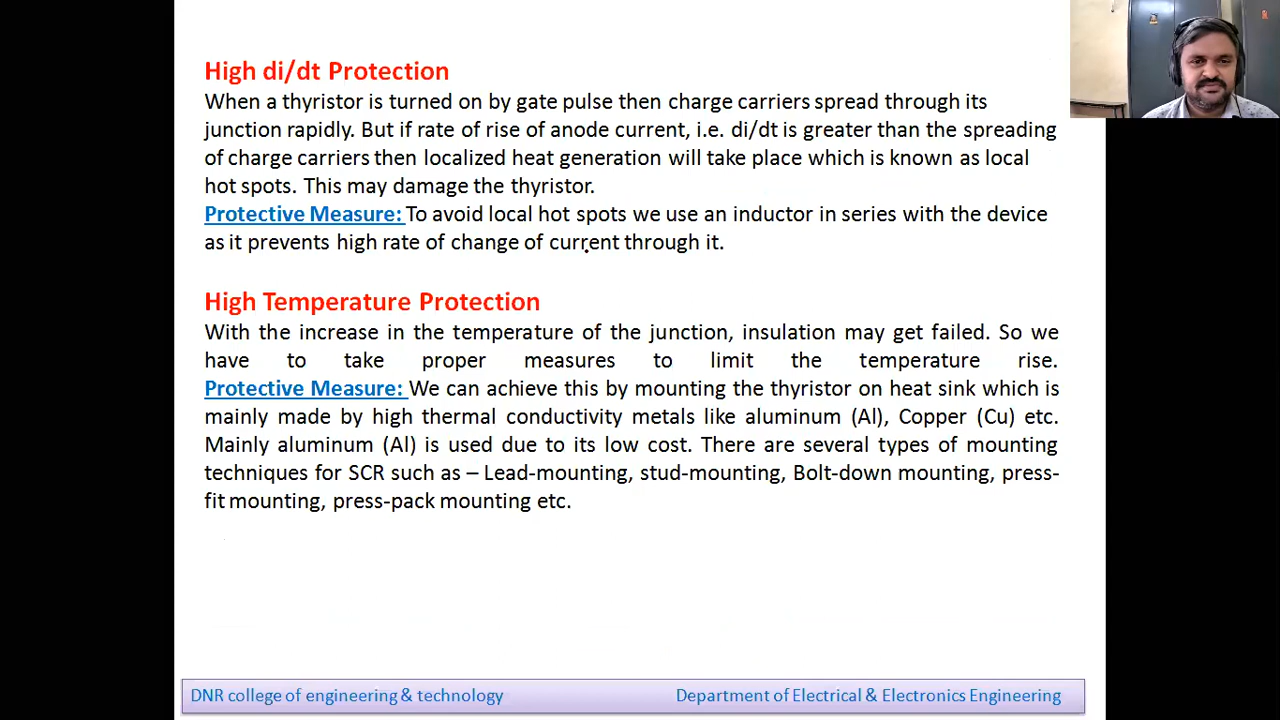 High di/dt Protection
When a thyristor is turned on by gate pulse then charge carriers spread through its
junction rapidly. But if rate of rise of anode current, i.e. di/dt is greater than the spreading
of charge carriers then localized heat generation will take place which is known as local
hot spots. This may damage the thyristor.
Protective Measure: To avoid local hot spots we use an inductor in series with the device
as it prevents high rate of change of current through it.
High Temperature Protection
With the increase in the temperature of the junction, insulation may get failed. So we
have to take proper measures to limit the temperature rise.
Protective Measure: We can achieve this by mounting the thyristor on heat sink which is
mainly made by high thermal conductivity metals like aluminum (Al), Copper (Cu) etc.
Mainly aluminum (Al) is used due to its low cost. There are several types of mounting
techniques for SCR such as – Lead-mounting, stud-mounting, Bolt-down mounting, press-
fit mounting, press-pack mounting etc.
DNR college of engineering & technology Department of Electrical & Electronics Engineering